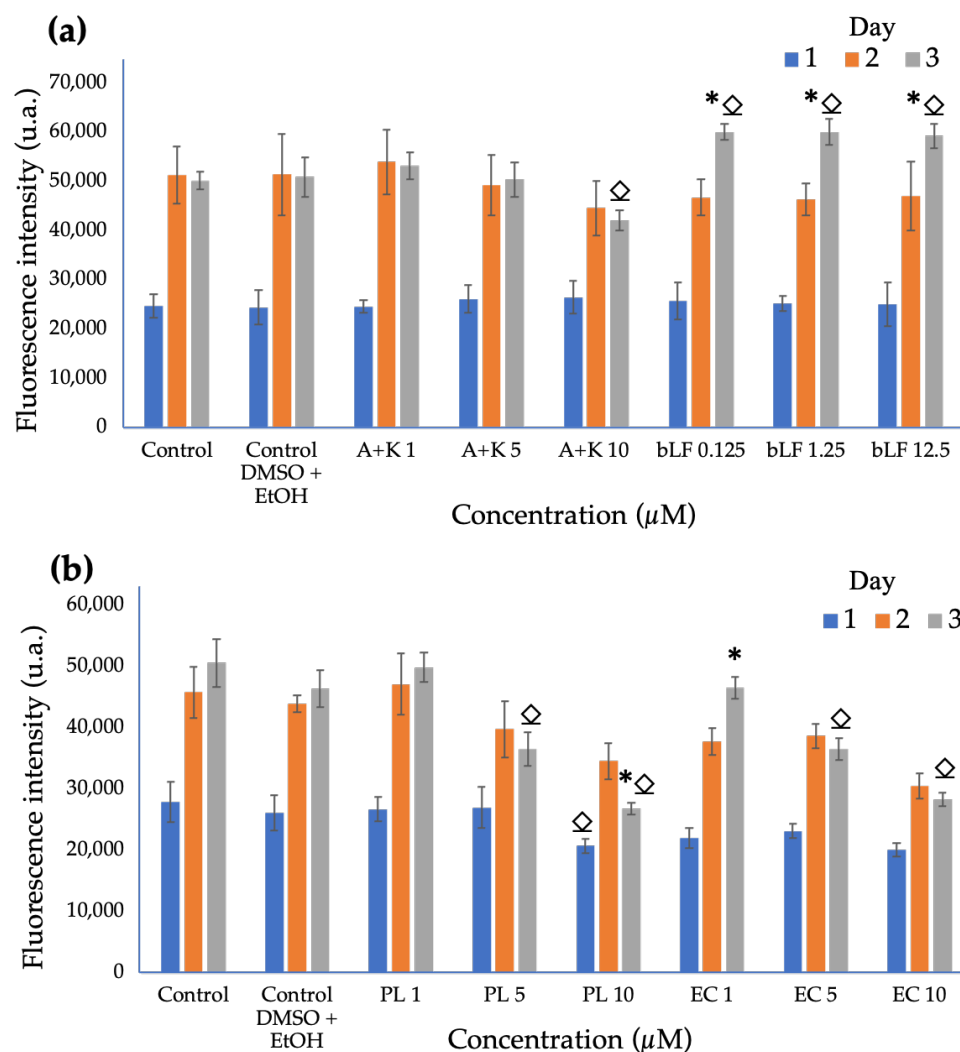 (a)
Day
1 2 3
Fluorescence intensity (u.a.)
70,000
60,000
50,000
40,000
30,000
20,000
10,000
0
Control
Control DMSO + EtOH
A+K 1
A+K 5
A+K 10
bLF 0.125
bLF 1.25
bLF 12.5
* * *
Concentration (µM)
(b)
Day
1 2 3
Fluorescence intensity (u.a.)
60,000
50,000
40,000
30,000
20,000
10,000
0
* *
Control
Control DMSO + EtOH
PL 1
PL 5
PL 10
EC 1
EC 5
EC 10
Concentration (µM)